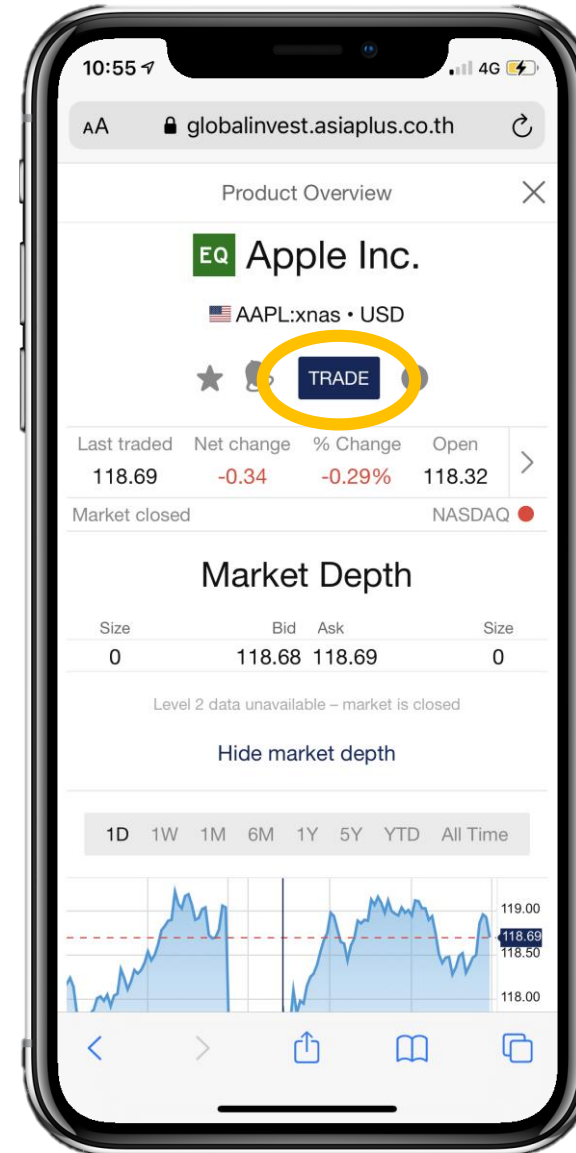 10:55 4G
AA globalinvest.asiaplus.co.th
Product Overview
EQ Apple Inc.
AAPL:xnas • USD
TRADE
Last traded Net change % Change Open
118.69 -0.34 -0.29% 118.32
Market closed NASDAQ
Market Depth
Size Bid Ask Size
0 118.68 118.69 0
Level 2 data unavailable – market is closed
Hide market depth
1D 1W 1M 6M 1Y 5Y YTD All Time
119.00
118.69
118.50
118.00